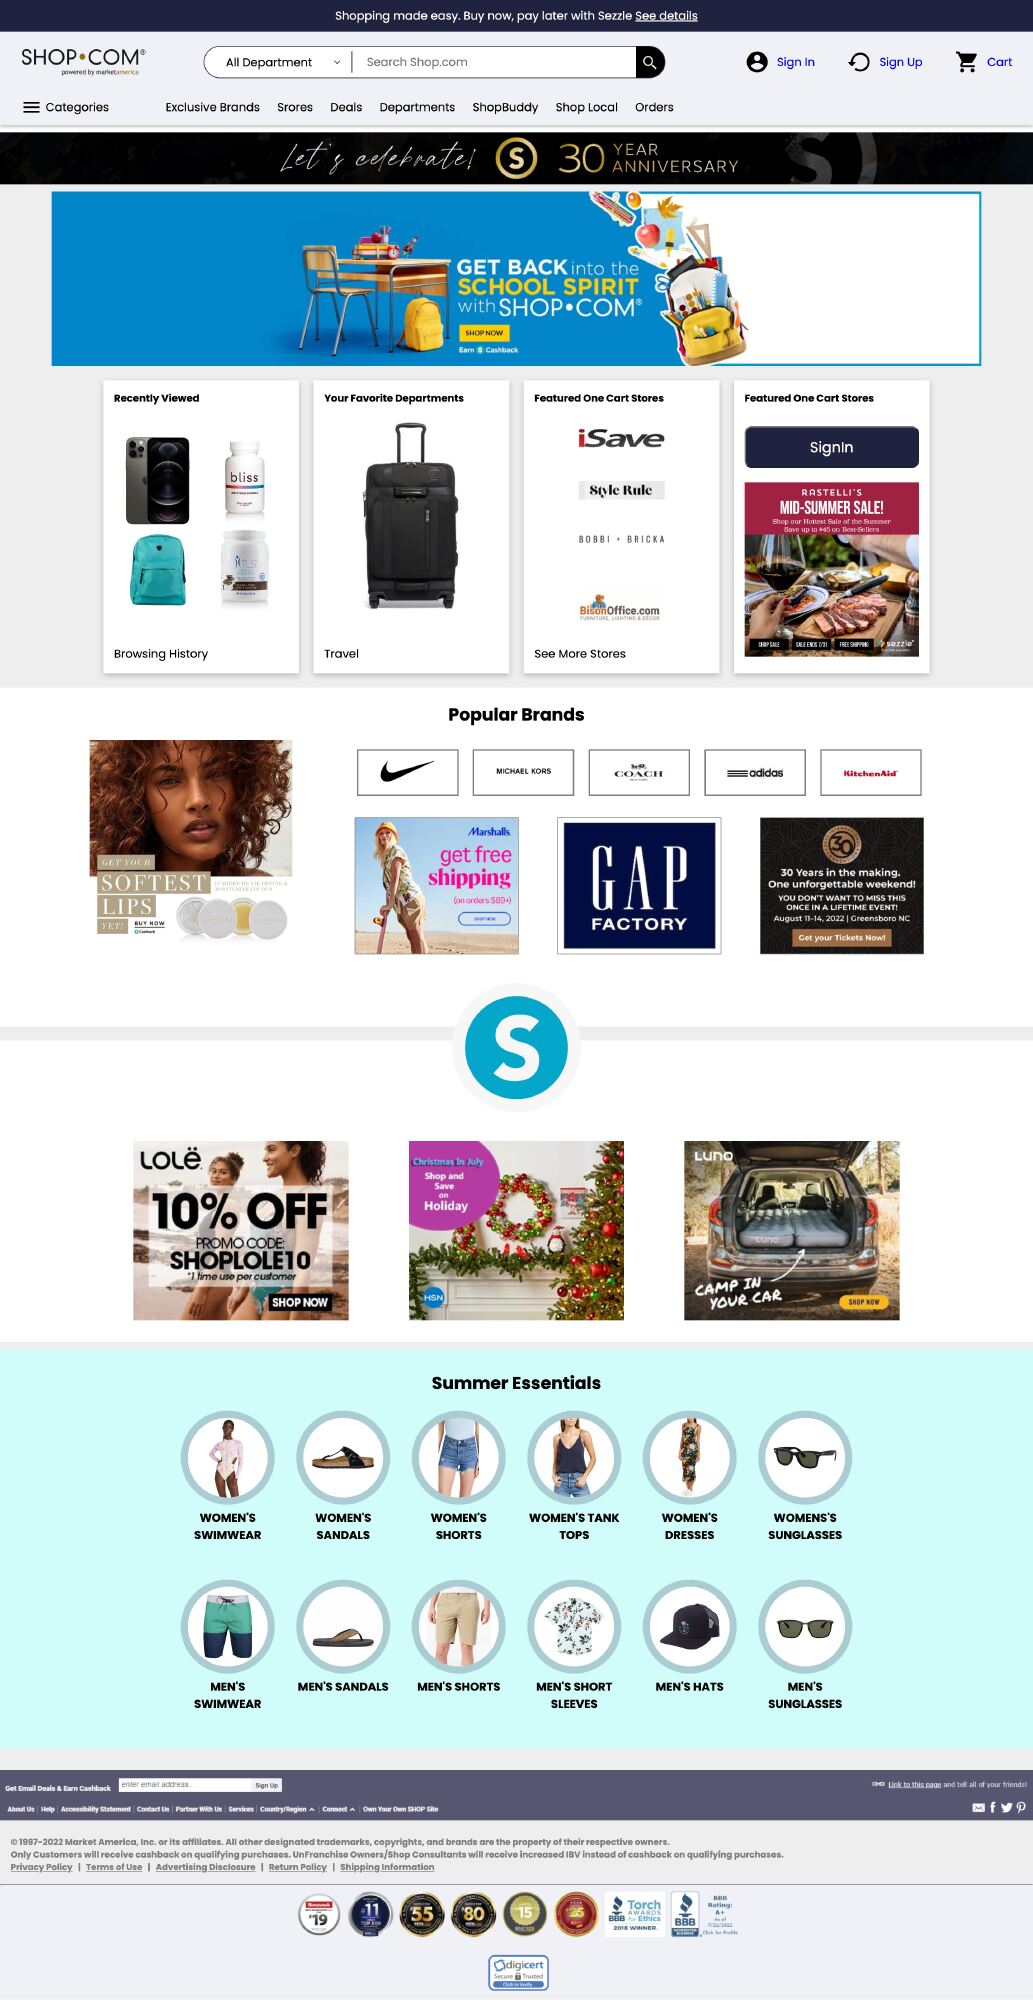 Shopping made easy. Buy now, pay later with Sezzle See details
SHOP•COM®
powered by marketamerica
All Department
Search Shop.com
Sign In
Sign Up
Cart
Categories
Exclusive Brands
Srores
Deals
Departments
ShopBuddy
Shop Local
Orders
Let's celebrate!
S
30 YEAR
ANNIVERSARY
GET BACK into the
SCHOOL SPIRIT
with SHOP•COM®
SHOP NOW
Earn $ Cashback
Recently Viewed
bliss
TLS
Browsing History
Your Favorite Departments
Travel
Featured One Cart Stores
iSave
Style Rule
BOBBI + BRICKA
BisonOffice.com
FURNITURE, LIGHTING & DECOR
See More Stores
Featured One Cart Stores
SignIn
RASTELLI'S
MID-SUMMER SALE!
Shop our Hottest Sale of the Summer
Save up to $45 on Best-Sellers
SHOP SALE
SALE ENDS 7/31
FREE SHIPPING
sezzle
Popular Brands
GET YOUR
SOFTEST
LIPS
YET!
BUY NOW
Cashback
MICHAEL KORS
COACH
adidas
KitchenAid
Marshalls
get free
shipping
(on orders $89+)
SHOP NOW
GAP
FACTORY
30
30 Years in the making.
One unforgettable weekend!
YOU DON'T WANT TO MISS THIS
ONCE IN A LIFETIME EVENT!
August 11-14, 2022 | Greensboro NC
Get your Tickets Now!
S
LOLË
10% OFF
PROMO CODE:
SHOPLOLE10
*1 time use per customer
SHOP NOW
Christmas In July
Shop and
Save
on
Holiday
HSN
LUNO
LUNO
CAMP IN
YOUR CAR
SHOP NOW
Summer Essentials
WOMEN'S
SWIMWEAR
WOMEN'S
SANDALS
WOMEN'S
SHORTS
WOMEN'S TANK
TOPS
WOMEN'S
DRESSES
WOMENS'S
SUNGLASSES
MEN'S
SWIMWEAR
MEN'S SANDALS
MEN'S SHORTS
MEN'S SHORT
SLEEVES
MEN'S HATS
MEN'S
SUNGLASSES
Get Email Deals & Earn Cashback
enter email address...
Sign Up
Link to this page and tell all of your friends!
About Us | Help | Accessibility Statement | Contact Us | Partner With Us | Services | Country/Region | Connect | Own Your Own SHOP Site
© 1997-2022 Market America, Inc. or its affiliates. All other designated trademarks, copyrights, and brands are the property of their respective owners.
Only Customers will receive cashback on qualifying purchases. UnFranchise Owners/Shop Consultants will receive increased IBV instead of cashback on qualifying purchases.
Privacy Policy | Terms of Use | Advertising Disclosure | Return Policy | Shipping Information
Newsweek
#19
#11
TOP 500
55
80
15
25
BBB
Torch
AWARDS
for Ethics
2018 WINNER
BBB
ACCREDITED
BUSINESS
BBB
Rating:
A+
As of
7/22/2022
Click for Profile
digicert
Secure Trusted
Click to Verify